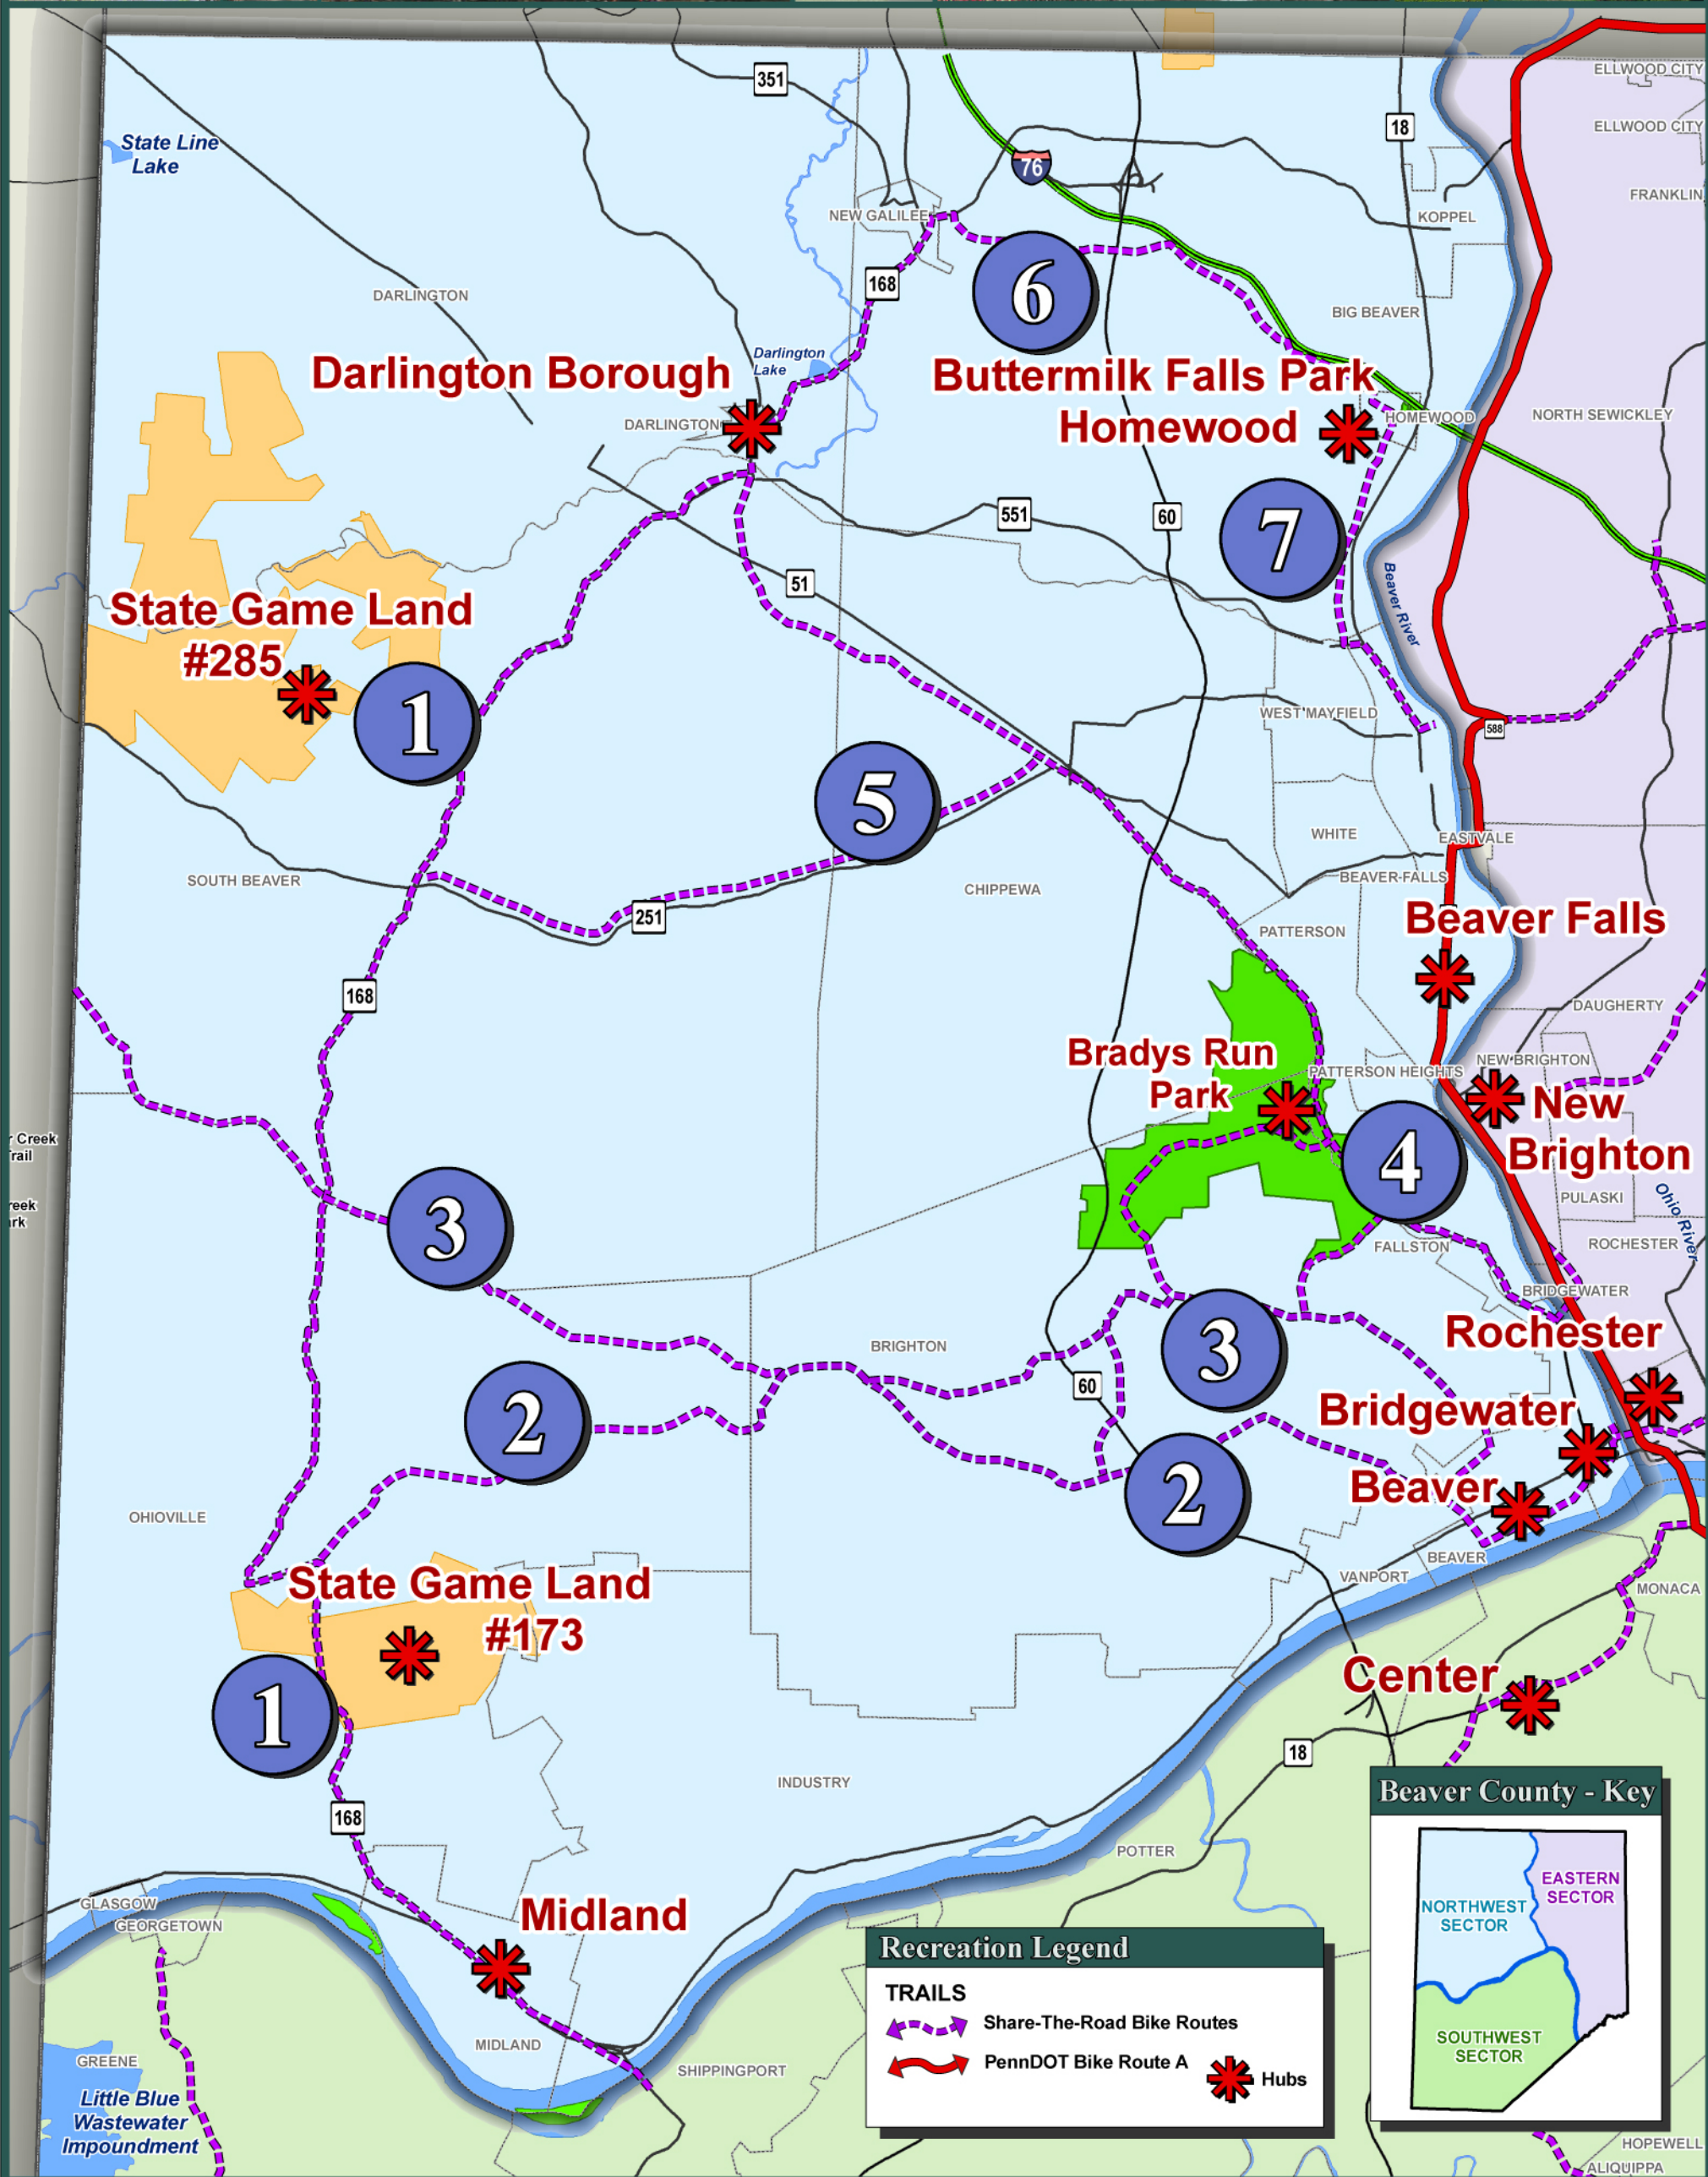 351
State Line
Lake
ELLWOOD CITY
18
ELLWOOD CITY
76
FRANKLIN
NEW GALILEE
KOPPEL
168
6
DARLINGTON
BIG BEAVER
Darlington
Lake
Darlington Borough
Buttermilk Falls Park
Homewood
DARLINGTON
HOMEWOOD
NORTH SEWICKLEY
551
60
7
51
Beaver River
State Game Land
#285
1
WEST MAYFIELD
588
5
WHITE
EASTVALE
SOUTH BEAVER
CHIPPEWA
BEAVER FALLS
251
Beaver Falls
PATTERSON
168
DAUGHERTY
Bradys Run
Park
NEW BRIGHTON
PATTERSON HEIGHTS
New
Brighton
Creek
rail
4
reek
rk
PULASKI
Ohio River
3
FALLSTON
ROCHESTER
BRIDGEWATER
BRIGHTON
3
Rochester
60
2
Bridgewater
2
Beaver
OHIOVILLE
BEAVER
VANPORT
State Game Land
#173
MONACA
1
Center
18
INDUSTRY
168
POTTER
GLASGOW
GEORGETOWN
Midland
MIDLAND
SHIPPINGPORT
GREENE
Little Blue
Wastewater
Impoundment
Recreation Legend
TRAILS
Share-The-Road Bike Routes
PennDOT Bike Route A
Hubs
Beaver County - Key
NORTHWEST
SECTOR
EASTERN
SECTOR
SOUTHWEST
SECTOR
HOPEWELL
ALIQUIPPA